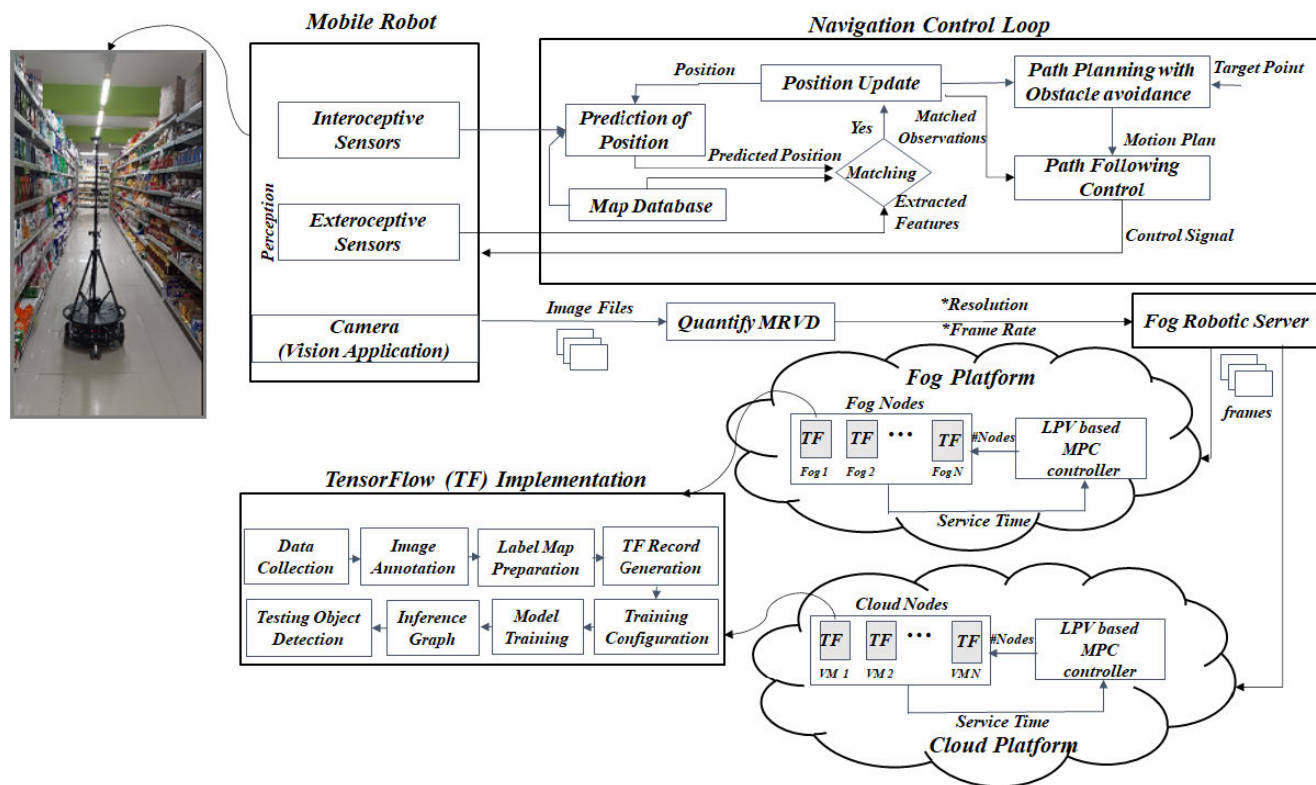 Mobile Robot
Navigation Control Loop
Perception
Interoceptive
Sensors
Exteroceptive
Sensors
Camera
(Vision Application)
Position
Position Update
Path Planning with
Obstacle avoidance
Target Point
Prediction of
Position
Yes
Matched
Observations
Motion Plan
Predicted Position
Matching
Path Following
Control
Map Database
Extracted
Features
Control Signal
Image Files
Quantify MRVD
*Resolution
*Frame Rate
Fog Robotic Server
frames
Fog Platform
Fog Nodes
TF
TF
•••
TF
Fog 1
Fog 2
Fog N
#Nodes
LPV based
MPC
controller
Service Time
TensorFlow (TF) Implementation
Data
Collection
Image
Annotation
Label Map
Preparation
TF Record
Generation
Testing Object
Detection
Inference
Graph
Model
Training
Training
Configuration
Cloud Nodes
TF
TF
•••
TF
VM 1
VM 2
VM N
#Nodes
LPV based
MPC
controller
Service Time
Cloud Platform